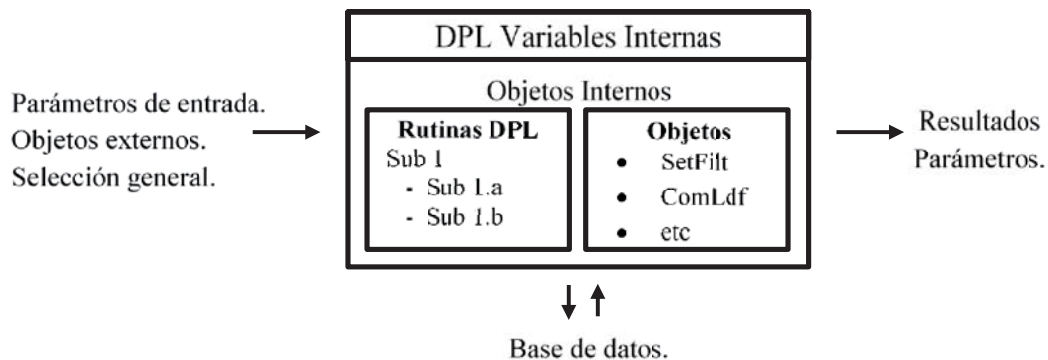 DPL Variables Internas
Objetos Internos
Parámetros de entrada.
Objetos externos.
Selección general.
Rutinas DPL
Sub 1
- Sub 1.a
- Sub 1.b
Objetos
• SetFilt
• ComLdf
• etc
Resultados
Parámetros.
Base de datos.